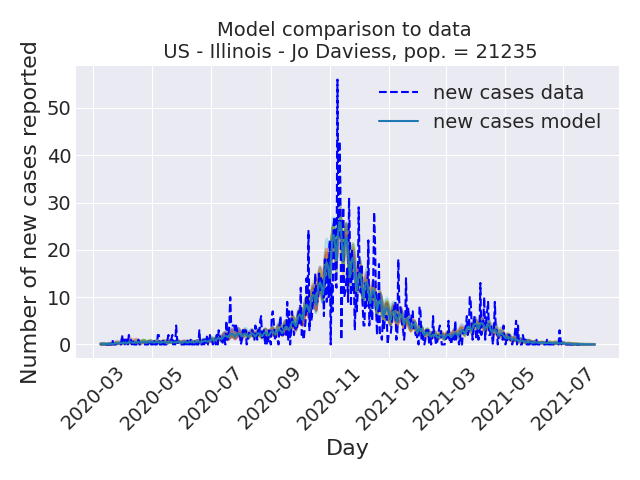 Model comparison to data
US - Illinois - Jo Daviess, pop. = 21235
Number of new cases reported
50
40
30
20
10
0
new cases data
new cases model
2020-03
2020-05
2020-07
2020-09
2020-11
2021-01
2021-03
2021-05
2021-07
Day